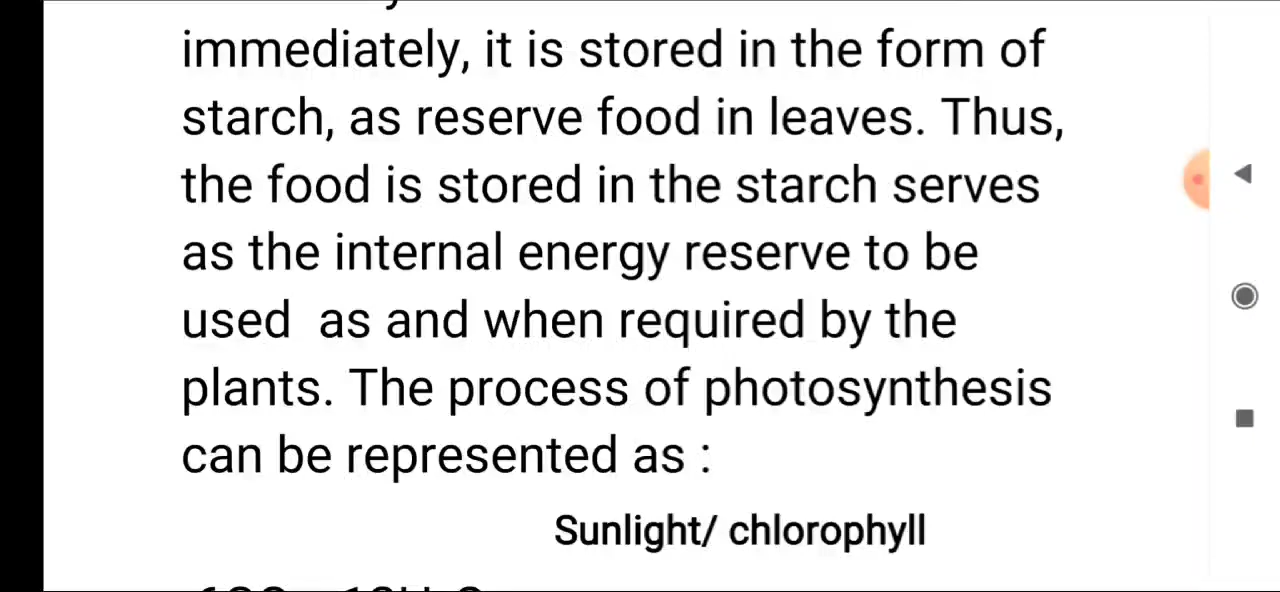 immediately, it is stored in the form of
starch, as reserve food in leaves. Thus,
the food is stored in the starch serves
as the internal energy reserve to be
used  as and when required by the
plants. The process of photosynthesis
can be represented as :
Sunlight/ chlorophyll